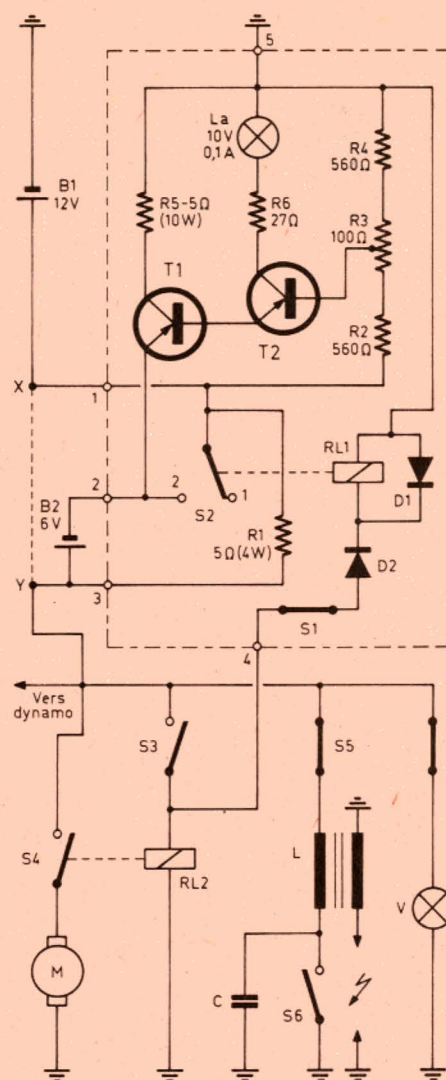 5
La
10V
0,1A
R4
560Ω
B1
12V
R5-5Ω
(10W)
R6
27Ω
R3
100Ω
T1
T2
R2
560Ω
X
1
2
2
1
S2
RL1
D1
B2
6V
R1
5Ω(4W)
D2
Y
3
S1
4
Vers
dynamo
S3
S5
S4
RL2
L
V
M
C
S6